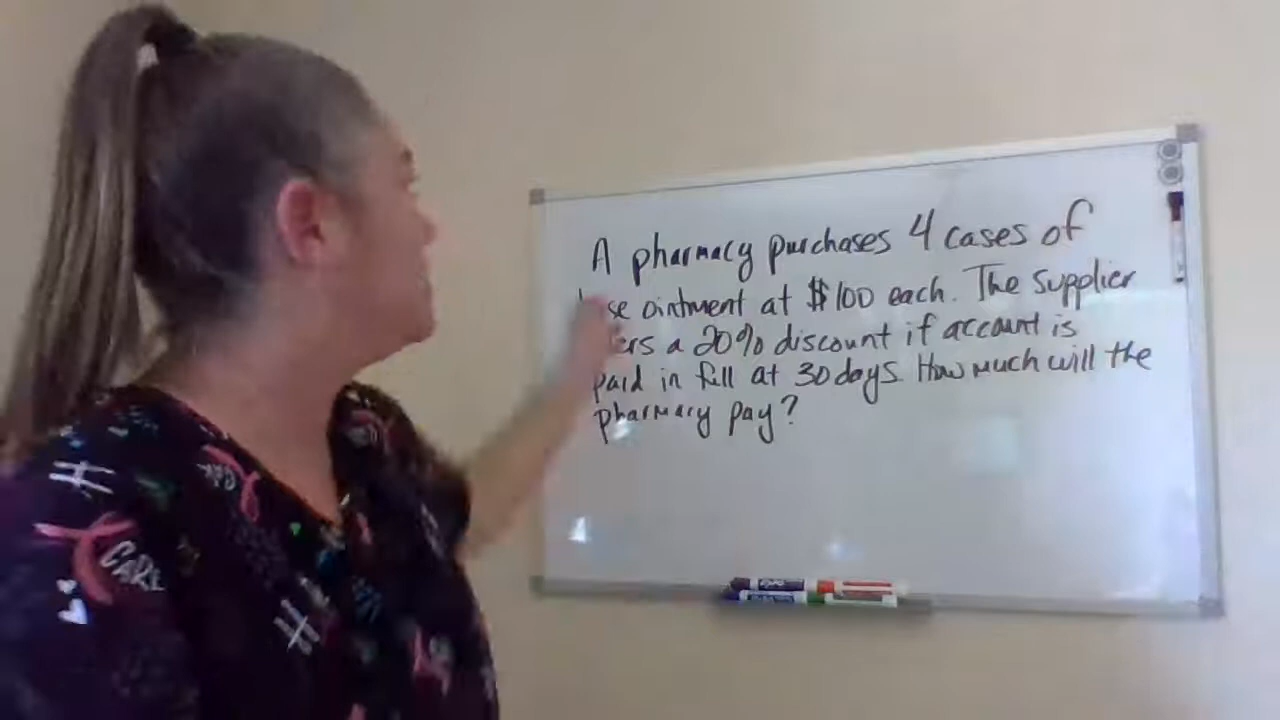 A pharmacy purchases 4 cases of
ointment at $100 each. The supplier
a 20% discount if account is
paid in full at 30 days. How much will the
pharmacy pay?
CARE
#
#